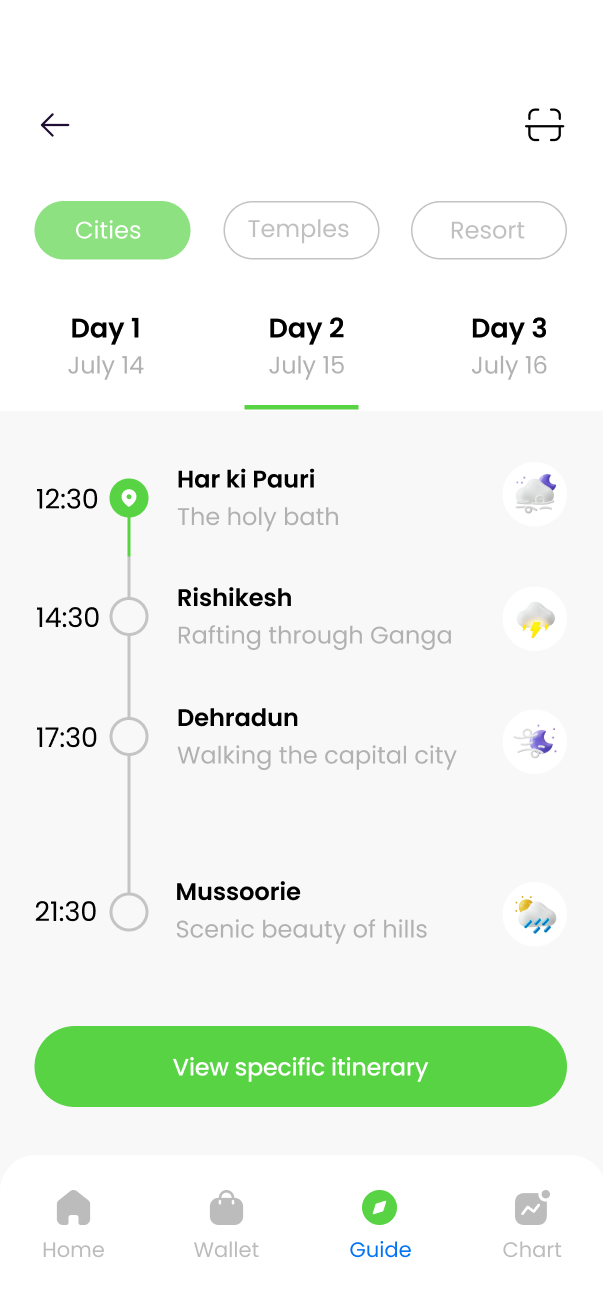 Cities
Temples
Resort
Day 1
July 14
Day 2
July 15
Day 3
July 16
12:30
Har ki Pauri
The holy bath
14:30
Rishikesh
Rafting through Ganga
17:30
Dehradun
Walking the capital city
21:30
Mussoorie
Scenic beauty of hills
View specific itinerary
Home
Wallet
Guide
Chart